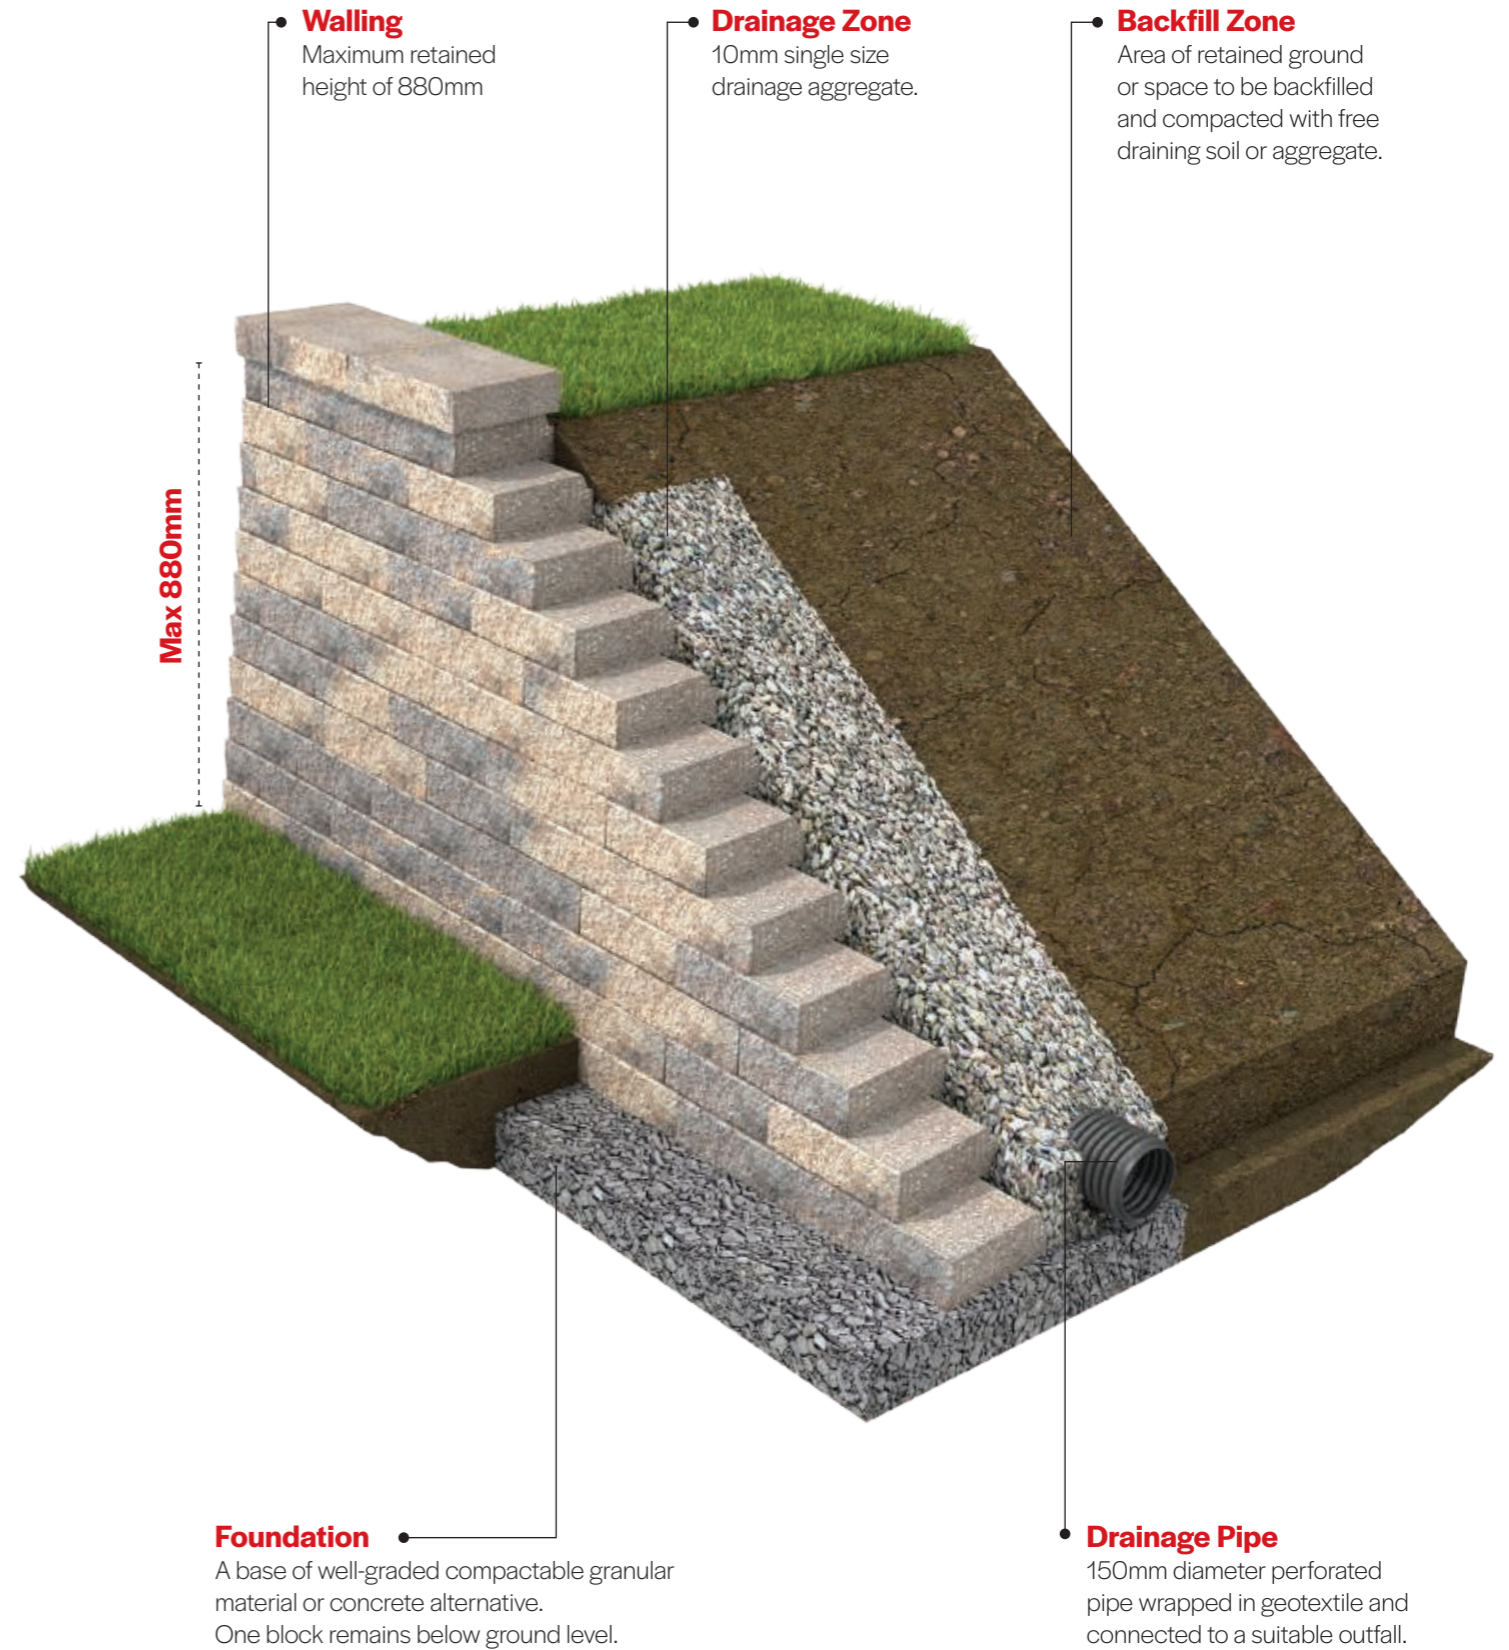 Walling
Maximum retained
height of 880mm
Drainage Zone
10mm single size
drainage aggregate.
Backfill Zone
Area of retained ground
or space to be backfilled
and compacted with free
draining soil or aggregate.
Max 880mm
Foundation
A base of well-graded compactable granular
material or concrete alternative.
One block remains below ground level.
Drainage Pipe
150mm diameter perforated
pipe wrapped in geotextile and
connected to a suitable outfall.